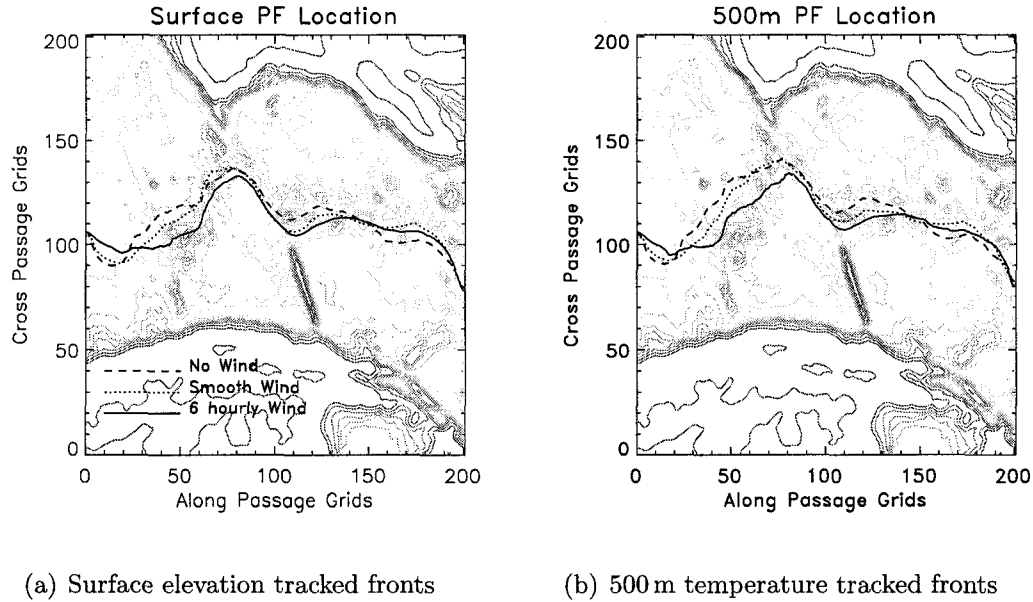 Surface PF Location
200
150
100
50
0
Cross Passage Grids
No Wind
Smooth Wind
6 hourly Wind
0 50 100 150 200
Along Passage Grids
(a) Surface elevation tracked fronts
500m PF Location
200
150
100
50
0
Cross Passage Grids
0 50 100 150 200
Along Passage Grids
(b) 500 m temperature tracked fronts